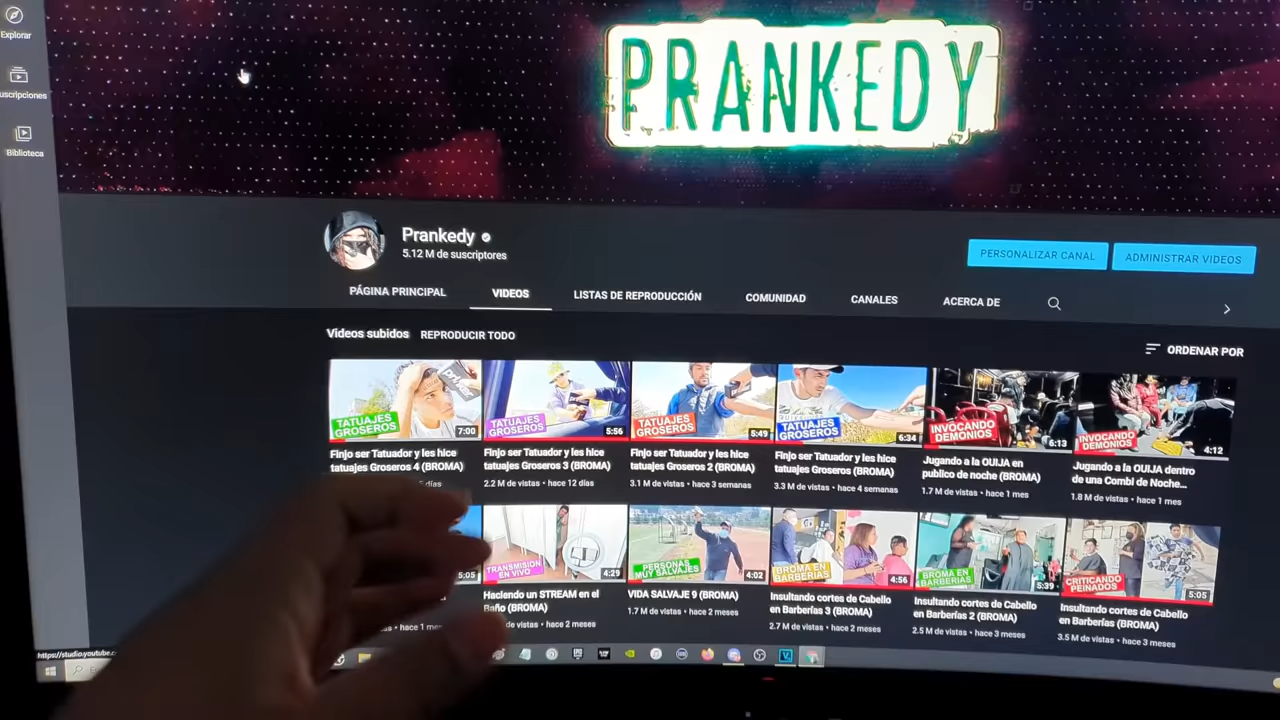 PRANKEDY
Explorar
uscripciones
Biblioteca
Prankedy
5.12 M de suscriptores
PERSONALIZAR CANAL
ADMINISTRAR VIDEOS
PÁGINA PRINCIPAL
VIDEOS
LISTAS DE REPRODUCCIÓN
COMUNIDAD
CANALES
ACERCA DE
Videos subidos
REPRODUCIR TODO
ORDENAR POR
TATUAJES
GROSEROS
7:00
TATUAJES
GROSEROS
5:56
TATUAJES
GROSEROS
5:49
TATUAJES
GROSEROS
6:34
INVOCANDO
DEMONIOS
6:13
INVOCANDO
DEMONIOS
4:12
Finjo ser Tatuador y les hice
tatuajes Groseros 4 (BROMA)
días
Finjo ser Tatuador y les hice
tatuajes Groseros 3 (BROMA)
2.2 M de vistas • hace 12 días
Finjo ser Tatuador y les hice
tatuajes Groseros 2 (BROMA)
3.1 M de vistas • hace 3 semanas
Finjo ser Tatuador y les hice
tatuajes Groseros (BROMA)
3.3 M de vistas • hace 4 semanas
Jugando a la OUIJA en
publico de noche (BROMA)
1.7 M de vistas • hace 1 mes
Jugando a la OUIJA dentro
de una Combi de Noche...
1.8 M de vistas • hace 1 mes
5:05
TRANSMISION
EN VIVO
4:29
PERSONAS
MUY SALVAJES
4:02
BROMA EN
BARBERIAS
4:56
BROMA EN
BARBERIAS
5:39
CRITICANDO
PEINADOS
5:05
hace 1 mes
Haciendo un STREAM en el
Baño (BROMA)
de vistas • hace 2 meses
VIDA SALVAJE 9 (BROMA)
1.7 M de vistas • hace 2 meses
Insultando cortes de Cabello
en Barberías 3 (BROMA)
2.7 M de vistas • hace 2 meses
Insultando cortes de Cabello
en Barberías 2 (BROMA)
2.5 M de vistas • hace 3 meses
Insultando cortes de Cabello
en Barberías (BROMA)
3.5 M de vistas • hace 3 meses
https://studio.youtube.c